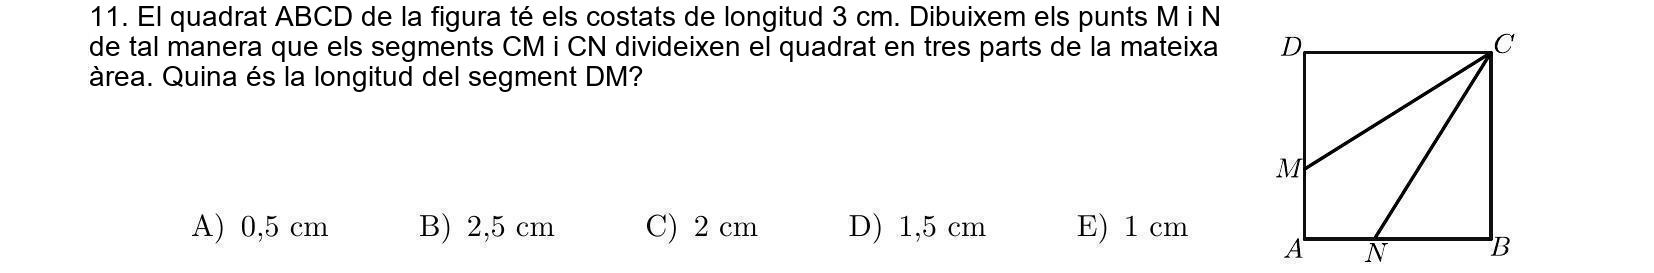 11. El quadrat ABCD de la figura té els costats de longitud 3 cm. Dibuixem els punts M i N
de tal manera que els segments CM i CN divideixen el quadrat en tres parts de la mateixa
àrea. Quina és la longitud del segment DM?
A) 0,5 cm B) 2,5 cm C) 2 cm D) 1,5 cm E) 1 cm
D C
M
A N B